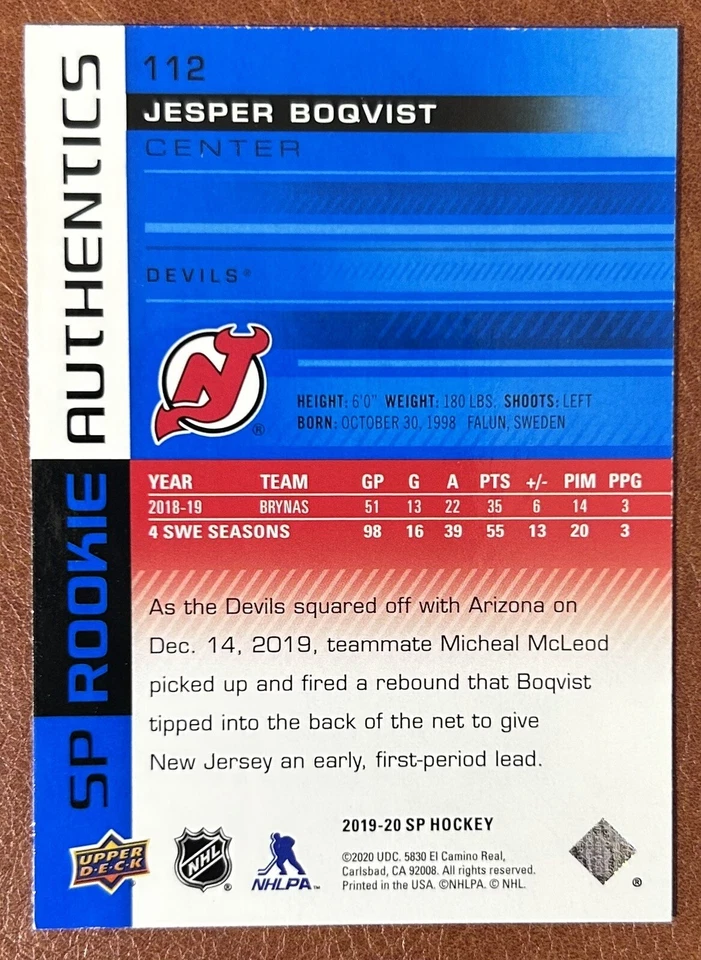 SP ROOKIE AUTHENTICS
112
JESPER BOQVIST
CENTER
DEVILS®
NJ
®
HEIGHT: 6'0" WEIGHT: 180 LBS. SHOOTS: LEFT
BORN: OCTOBER 30, 1998 FALUN, SWEDEN
YEAR TEAM GP G A PTS +/- PIM PPG
2018-19 BRYNAS 51 13 22 35 6 14 3
4 SWE SEASONS 98 16 39 55 13 20 3
As the Devils squared off with Arizona on
Dec. 14, 2019, teammate Micheal McLeod
picked up and fired a rebound that Boqvist
tipped into the back of the net to give
New Jersey an early, first-period lead.
2019-20 SP HOCKEY
©2020 UDC. 5830 El Camino Real,
Carlsbad, CA 92008. All rights reserved.
Printed in the USA. ©NHLPA. © NHL.
UPPER
D·E·C·K
NHL
®
NHLPA™
®